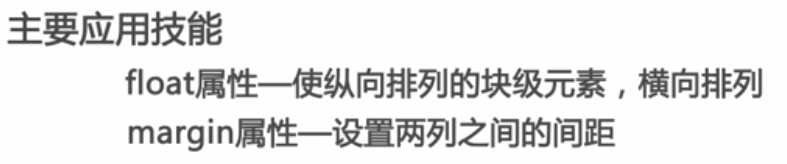 主要应用技能
float属性—使纵向排列的块级元素，横向排列
margin属性—设置两列之间的间距